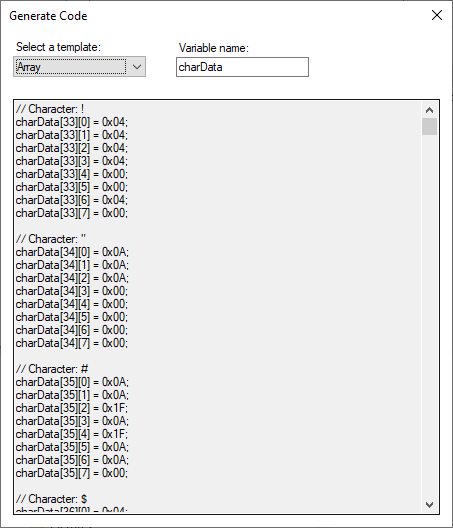 Generate Code
Select a template:
Variable name:
Array
charData
// Character: !
charData[33][0] = 0x04;
charData[33][1] = 0x04;
charData[33][2] = 0x04;
charData[33][3] = 0x04;
charData[33][4] = 0x00;
charData[33][5] = 0x00;
charData[33][6] = 0x04;
charData[33][7] = 0x00;
// Character: "
charData[34][0] = 0x0A;
charData[34][1] = 0x0A;
charData[34][2] = 0x0A;
charData[34][3] = 0x00;
charData[34][4] = 0x00;
charData[34][5] = 0x00;
charData[34][6] = 0x00;
charData[34][7] = 0x00;
// Character: #
charData[35][0] = 0x0A;
charData[35][1] = 0x0A;
charData[35][2] = 0x1F;
charData[35][3] = 0x0A;
charData[35][4] = 0x1F;
charData[35][5] = 0x0A;
charData[35][6] = 0x0A;
charData[35][7] = 0x00;
// Character: $
charData[36][0] = 0x04;